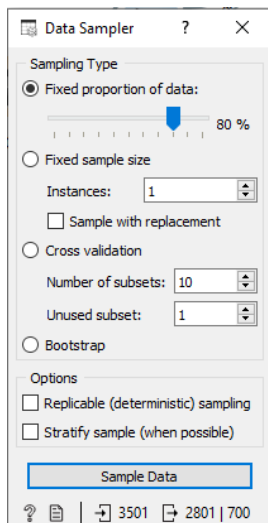 Data Sampler ?
Sampling Type
Fixed proportion of data:
80 %
Fixed sample size
Instances: 1
Sample with replacement
Cross validation
Number of subsets: 10
Unused subset: 1
Bootstrap
Options
Replicable (deterministic) sampling
Stratify sample (when possible)
Sample Data
? 3501 2801 | 700